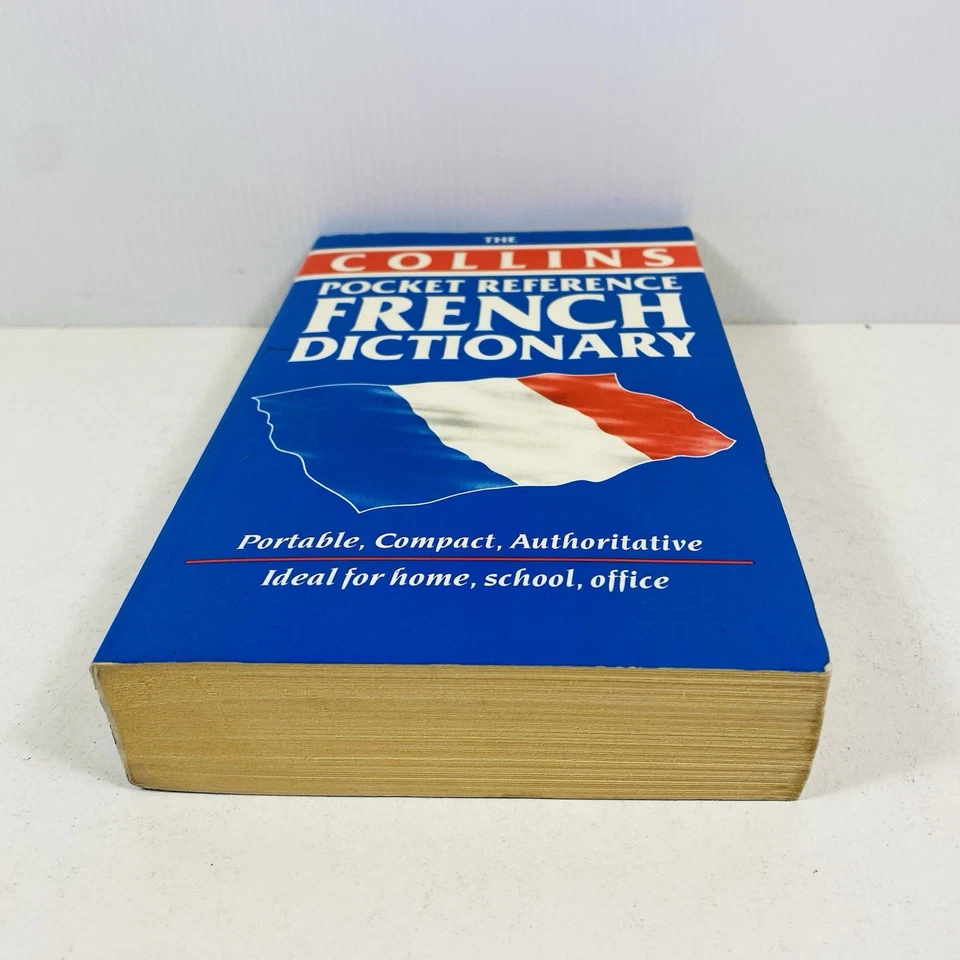 THE
COLLINS
POCKET REFERENCE
FRENCH
DICTIONARY
Portable, Compact, Authoritative
Ideal for home, school, office